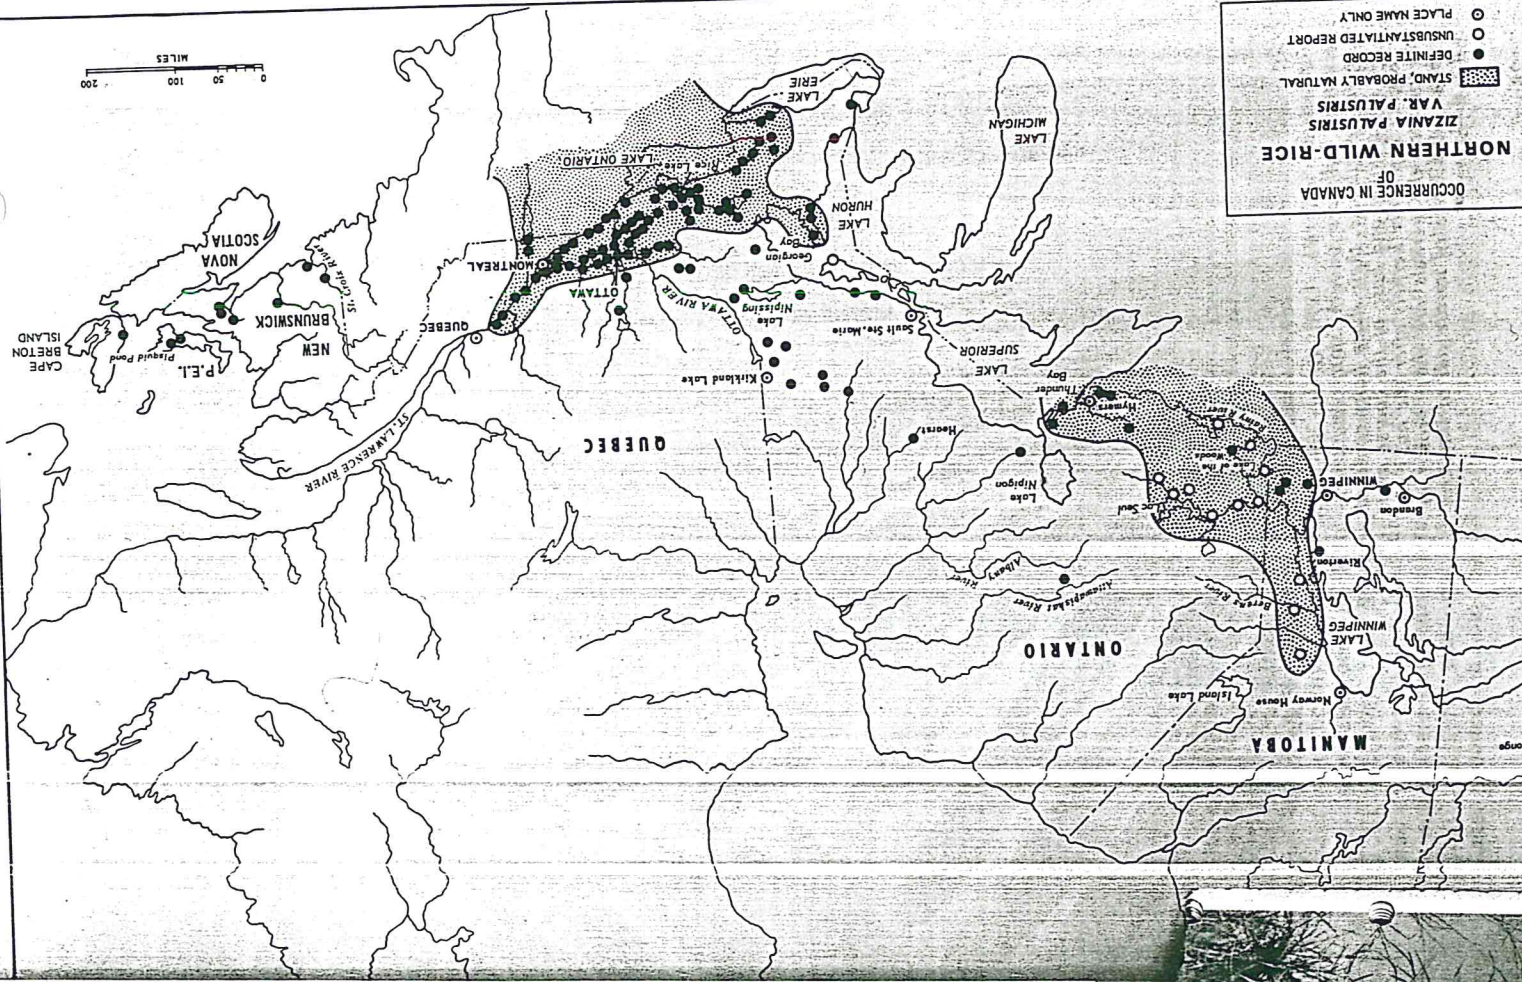 OCCURRENCE IN CANADA
OF
NORTHERN WILD-RICE
ZIZANIA PALUSTRIS
VAR. PALUSTRIS
STAND, PROBABLY NATURAL
DEFINITE RECORD
UNSUBSTANTIATED REPORT
PLACE NAME ONLY
MANITOBA
Norway House
Island Lake
LAKE
WINNIPEG
Berens River
Riverton
Brandon
WINNIPEG
Lac Seul
Lake of the
Woods
Rainy River
Hymers
Thunder
Bay
ONTARIO
Attawapiskat River
Albany River
Lake
Nipigon
Hearst
LAKE
SUPERIOR
Sault Ste. Marie
Kirkland Lake
Lake
Nipissing
OTTAWA RIVER
Georgian
Bay
LAKE
HURON
LAKE
MICHIGAN
LAKE
ERIE
LAKE ONTARIO
Rice Lake
OTTAWA
MONTREAL
QUEBEC
QUEBEC
ST. LAWRENCE RIVER
NEW
BRUNSWICK
St. Croix River
P.E.I.
Pisquid Pond
NOVA
SCOTIA
CAPE
BRETON
ISLAND
0 50 100 200
MILES